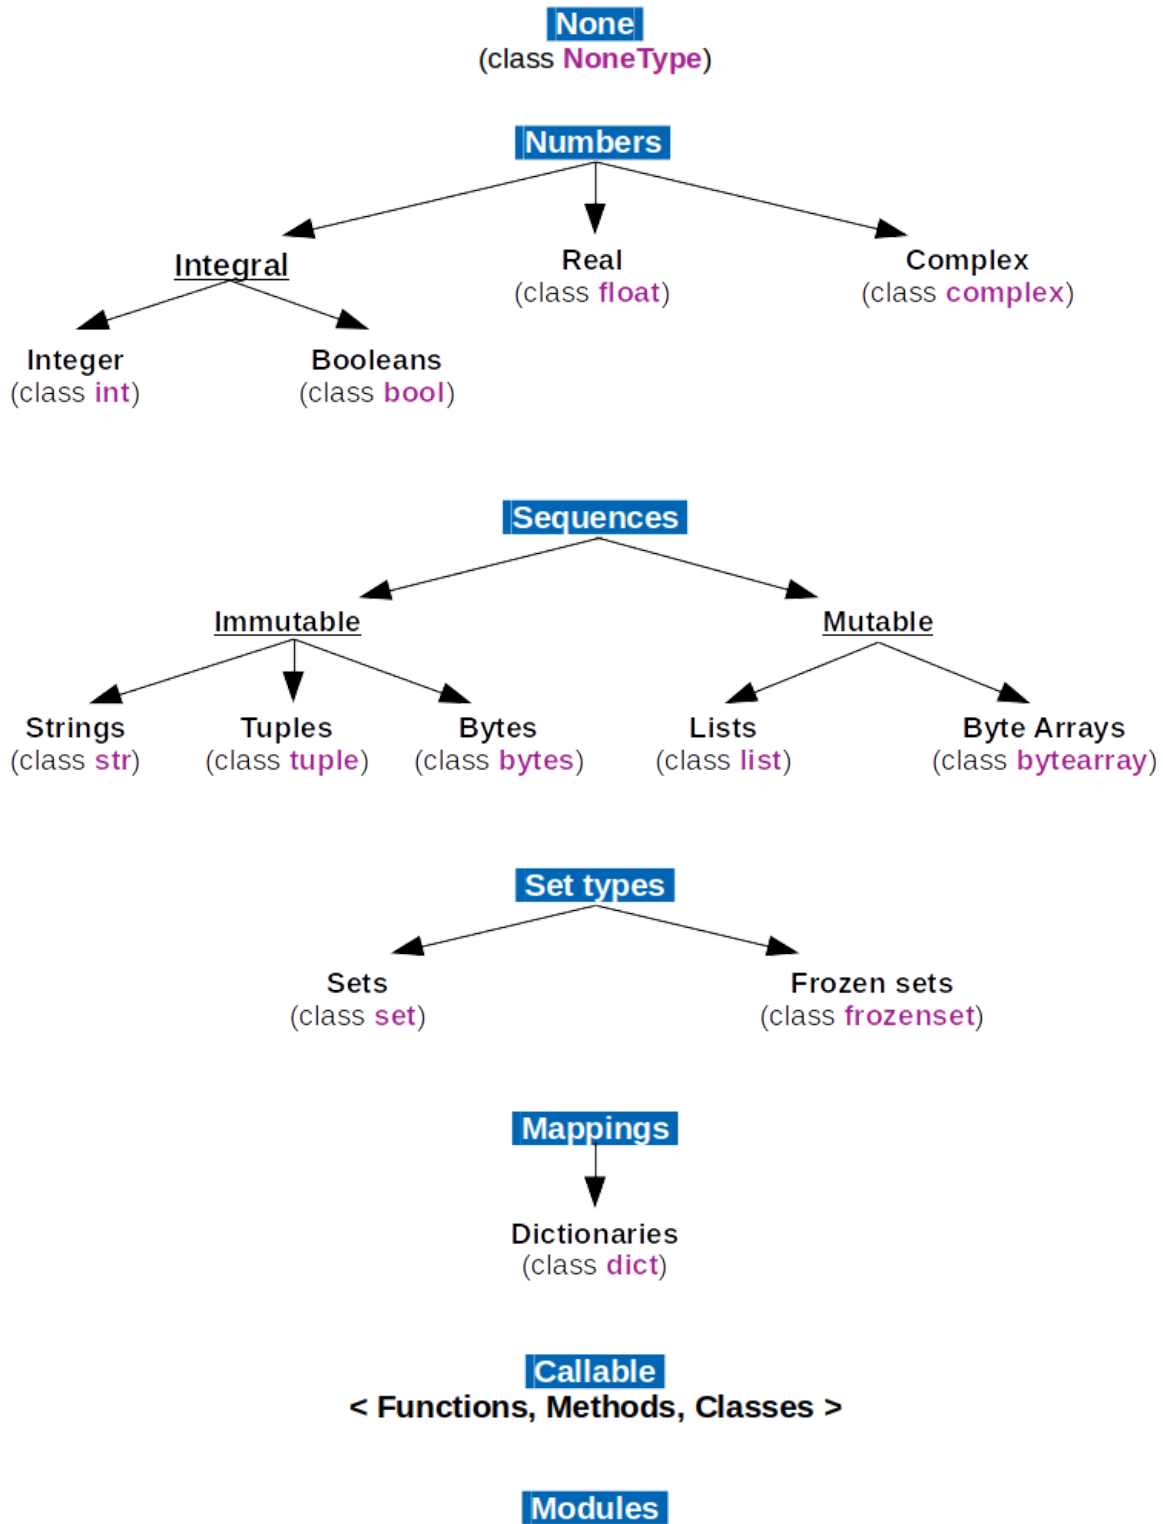 None
(class NoneType)
Numbers
Integral
Real
(class float)
Complex
(class complex)
Integer
(class int)
Booleans
(class bool)
Sequences
Immutable
Mutable
Strings
(class str)
Tuples
(class tuple)
Bytes
(class bytes)
Lists
(class list)
Byte Arrays
(class bytearray)
Set types
Sets
(class set)
Frozen sets
(class frozenset)
Mappings
Dictionaries
(class dict)
Callable
< Functions, Methods, Classes >
Modules